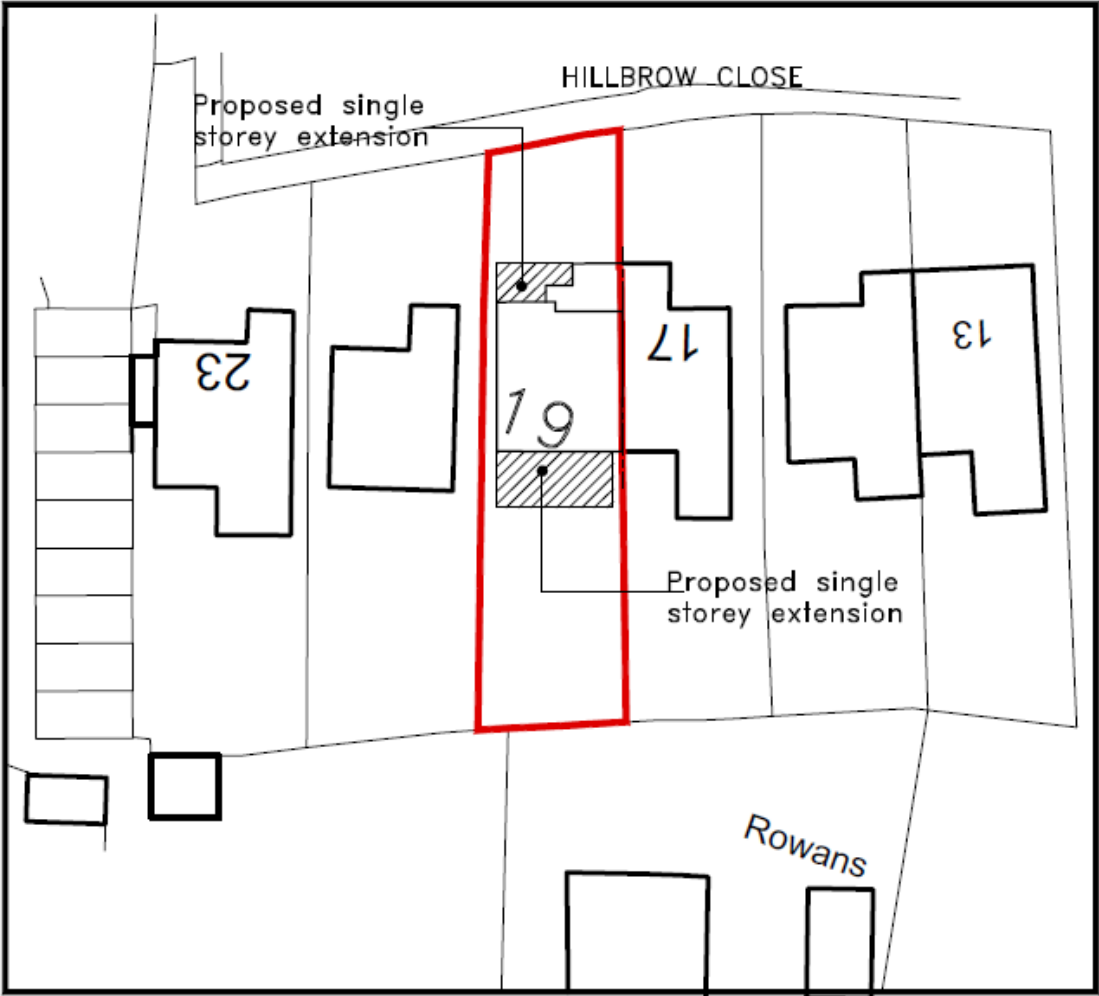 HILLBROW CLOSE
Proposed single
storey extension
23
17
13
19
Proposed single
storey extension
Rowans